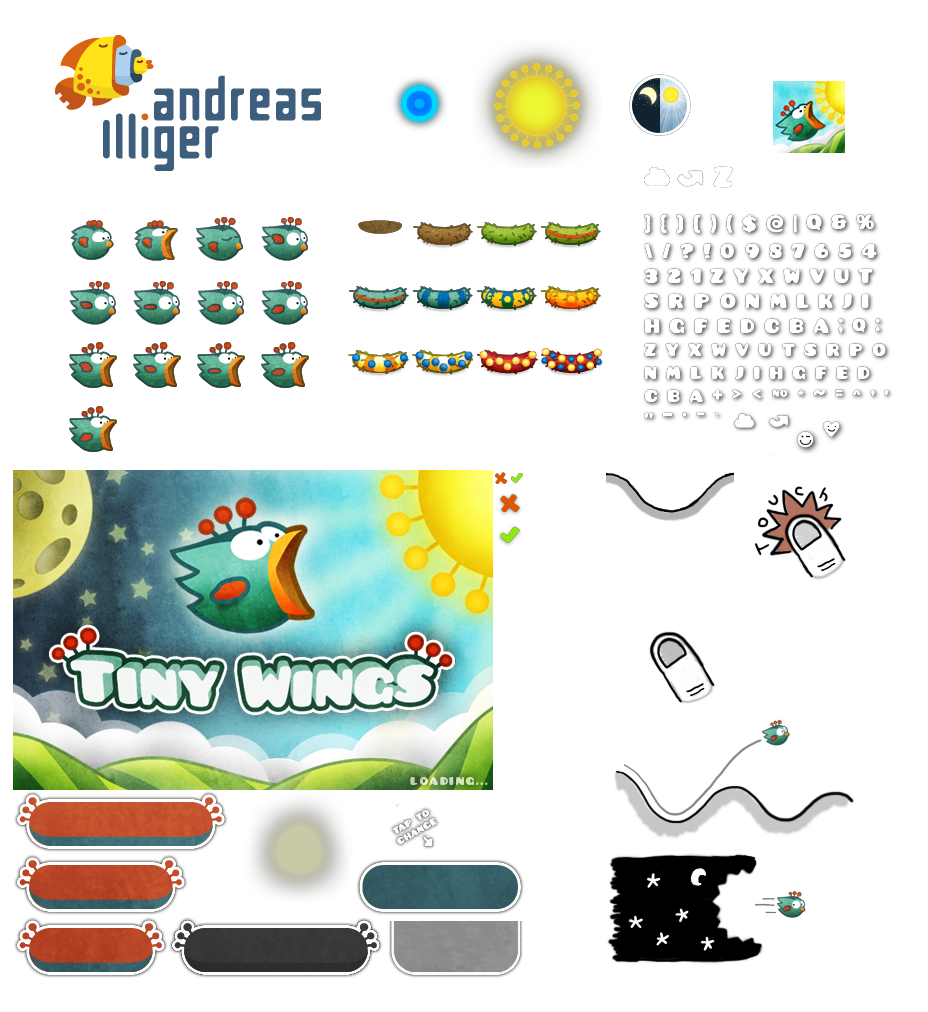 andreas
Illiger
] [ } { ) ( $ @ | Q & %
\ / ? ! 0 9 8 7 6 5 4
3 2 1 Z Y X W V U T
S R P O N M L K J I
H G F E D C B A ; Q :
Z Y X W V U T S R P O
N M L K J I H G F E D
C B A + > < NO * ~ = ^ ' '
" - . - `
Touch
TINY WINGS
LOADING...
TAP TO
CHANGE